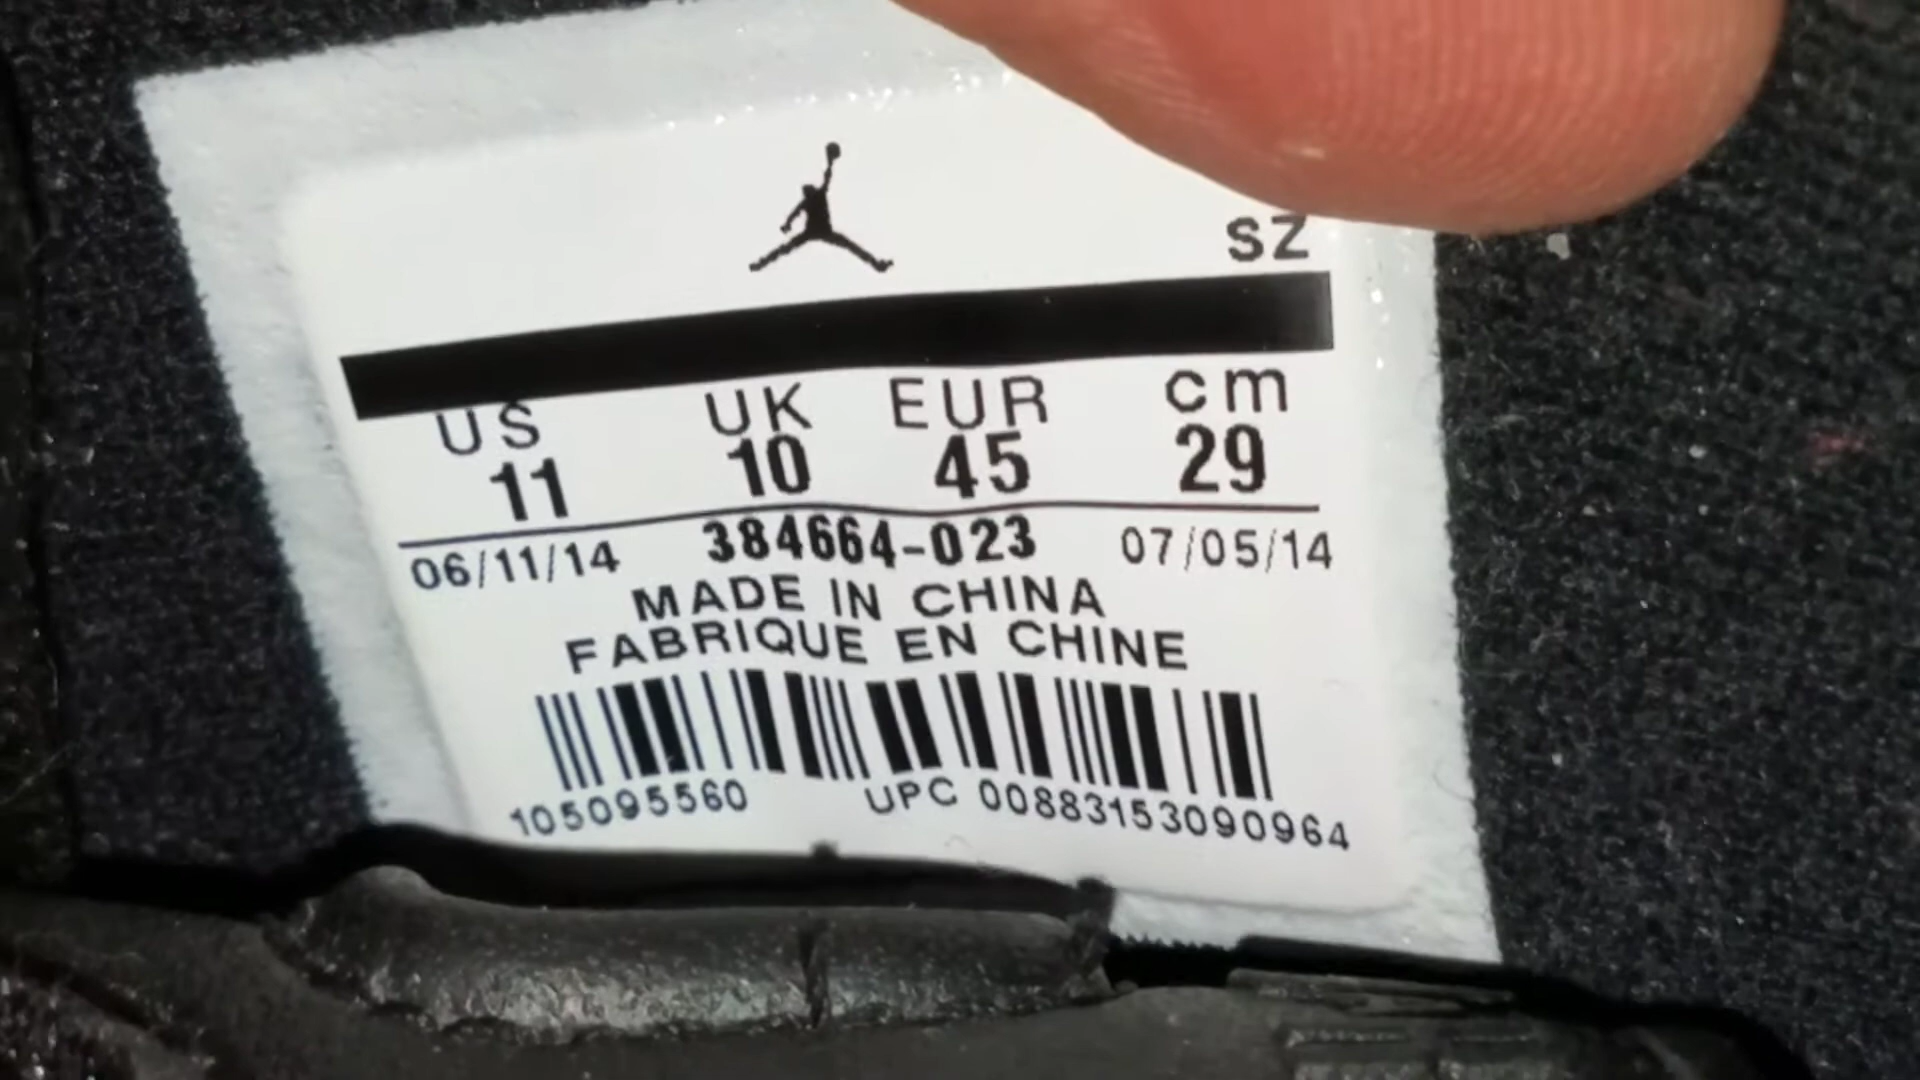 SZ
US UK EUR cm
11 10 45 29
06/11/14 384664-023 07/05/14
MADE IN CHINA
FABRIQUE EN CHINE
105095560 UPC 00883153090964